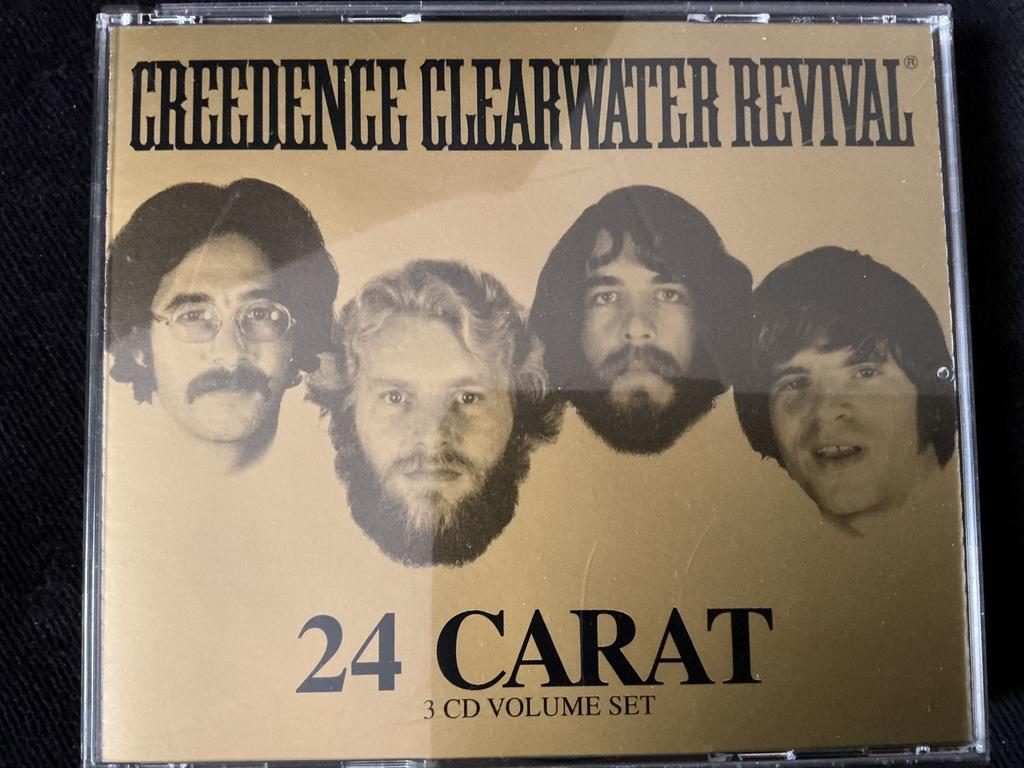 CREEDENCE CLEARWATER REVIVAL®
24 CARAT
3 CD VOLUME SET